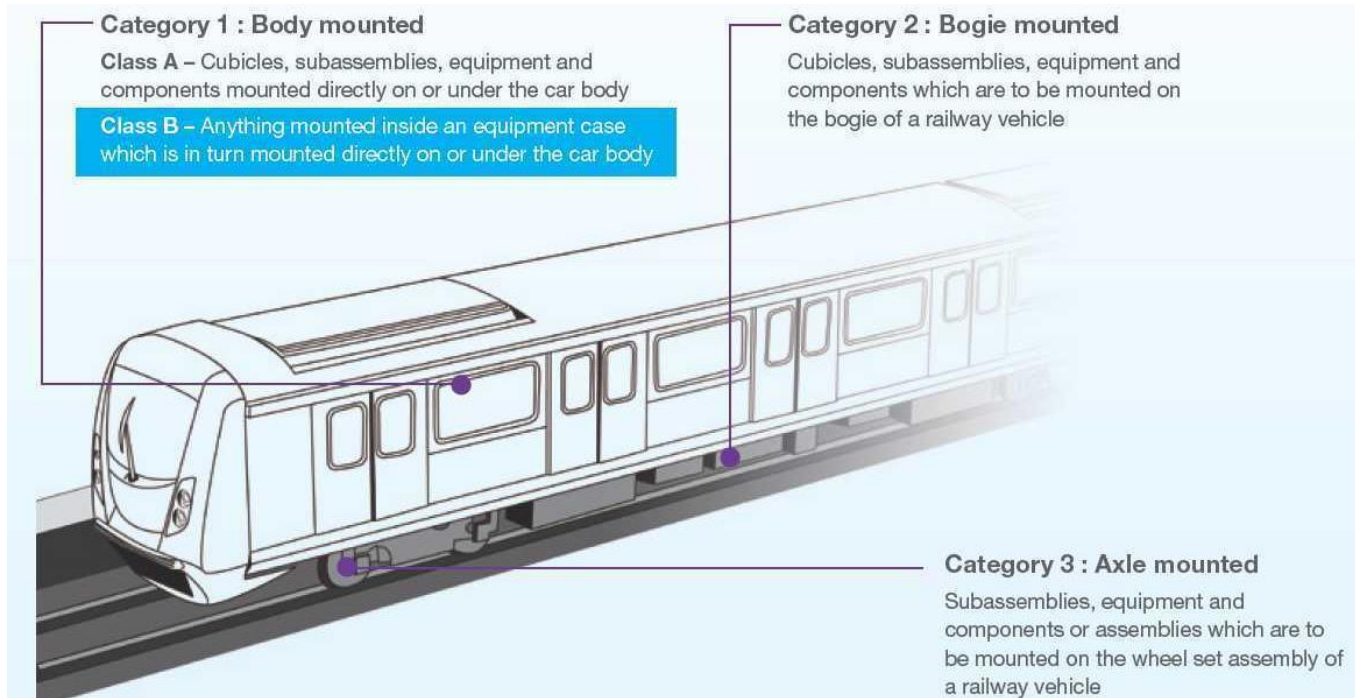 Category 1 : Body mounted
Class A – Cubicles, subassemblies, equipment and
components mounted directly on or under the car body
Class B – Anything mounted inside an equipment case
which is in turn mounted directly on or under the car body
Category 2 : Bogie mounted
Cubicles, subassemblies, equipment and
components which are to be mounted on
the bogie of a railway vehicle
Category 3 : Axle mounted
Subassemblies, equipment and
components or assemblies which are to
be mounted on the wheel set assembly of
a railway vehicle